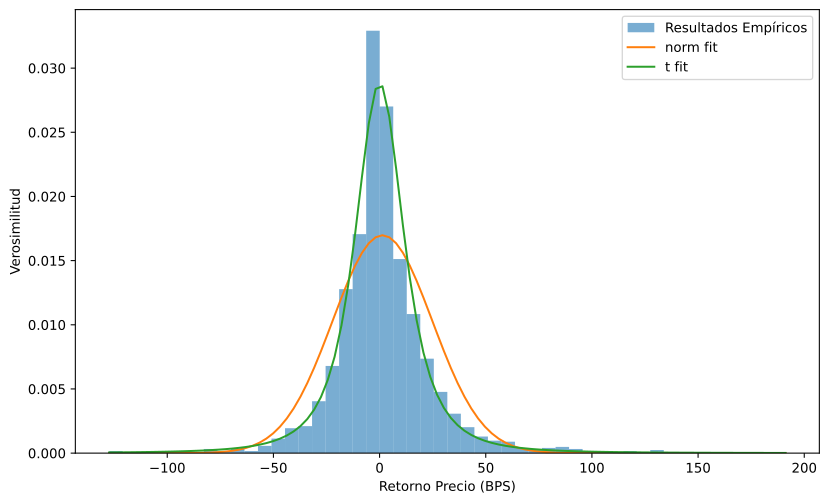 Resultados Empíricos
norm fit
t fit
Verosimilitud
0.030
0.025
0.020
0.015
0.010
0.005
0.000
−100 −50 0 50 100 150 200
Retorno Precio (BPS)